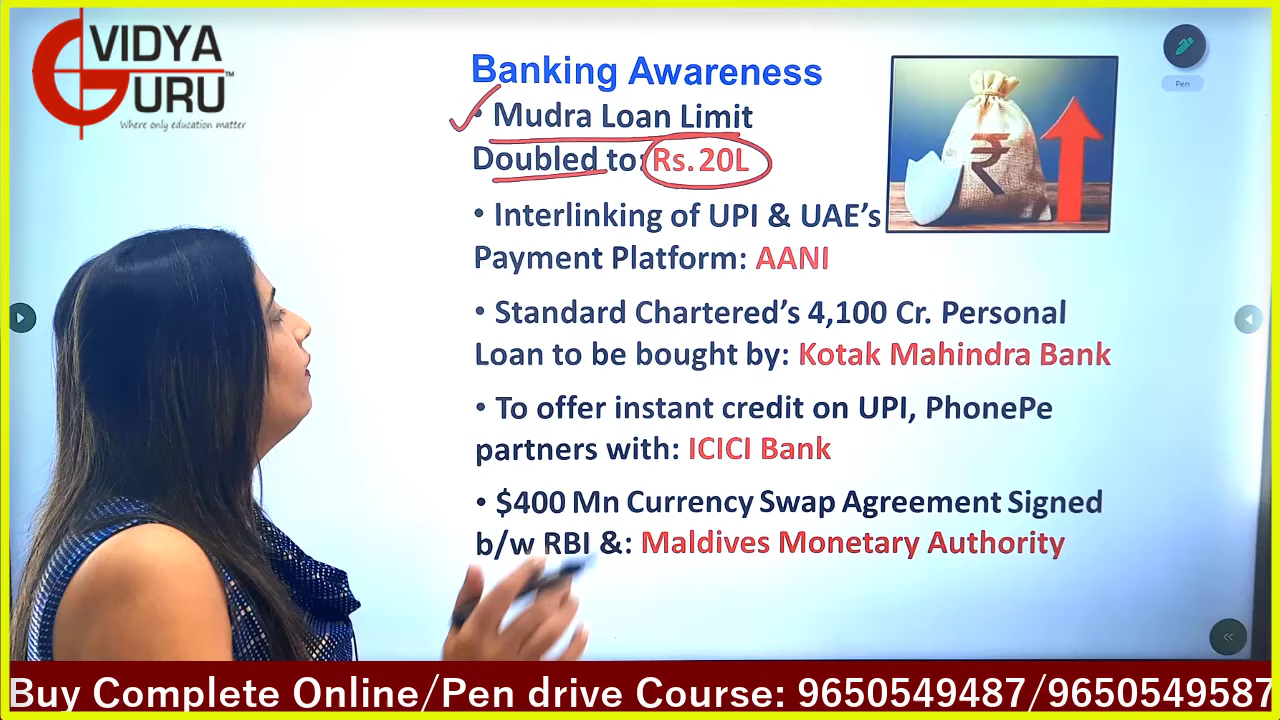 VIDYA
GURU™
Where only education matter
Banking Awareness
Pen
• Mudra Loan Limit
Doubled to: Rs. 20L
• Interlinking of UPI & UAE’s
Payment Platform: AANI
• Standard Chartered’s 4,100 Cr. Personal
Loan to be bought by: Kotak Mahindra Bank
• To offer instant credit on UPI, PhonePe
partners with: ICICI Bank
• $400 Mn Currency Swap Agreement Signed
b/w RBI &: Maldives Monetary Authority
Buy Complete Online/Pen drive Course: 9650549487/9650549587